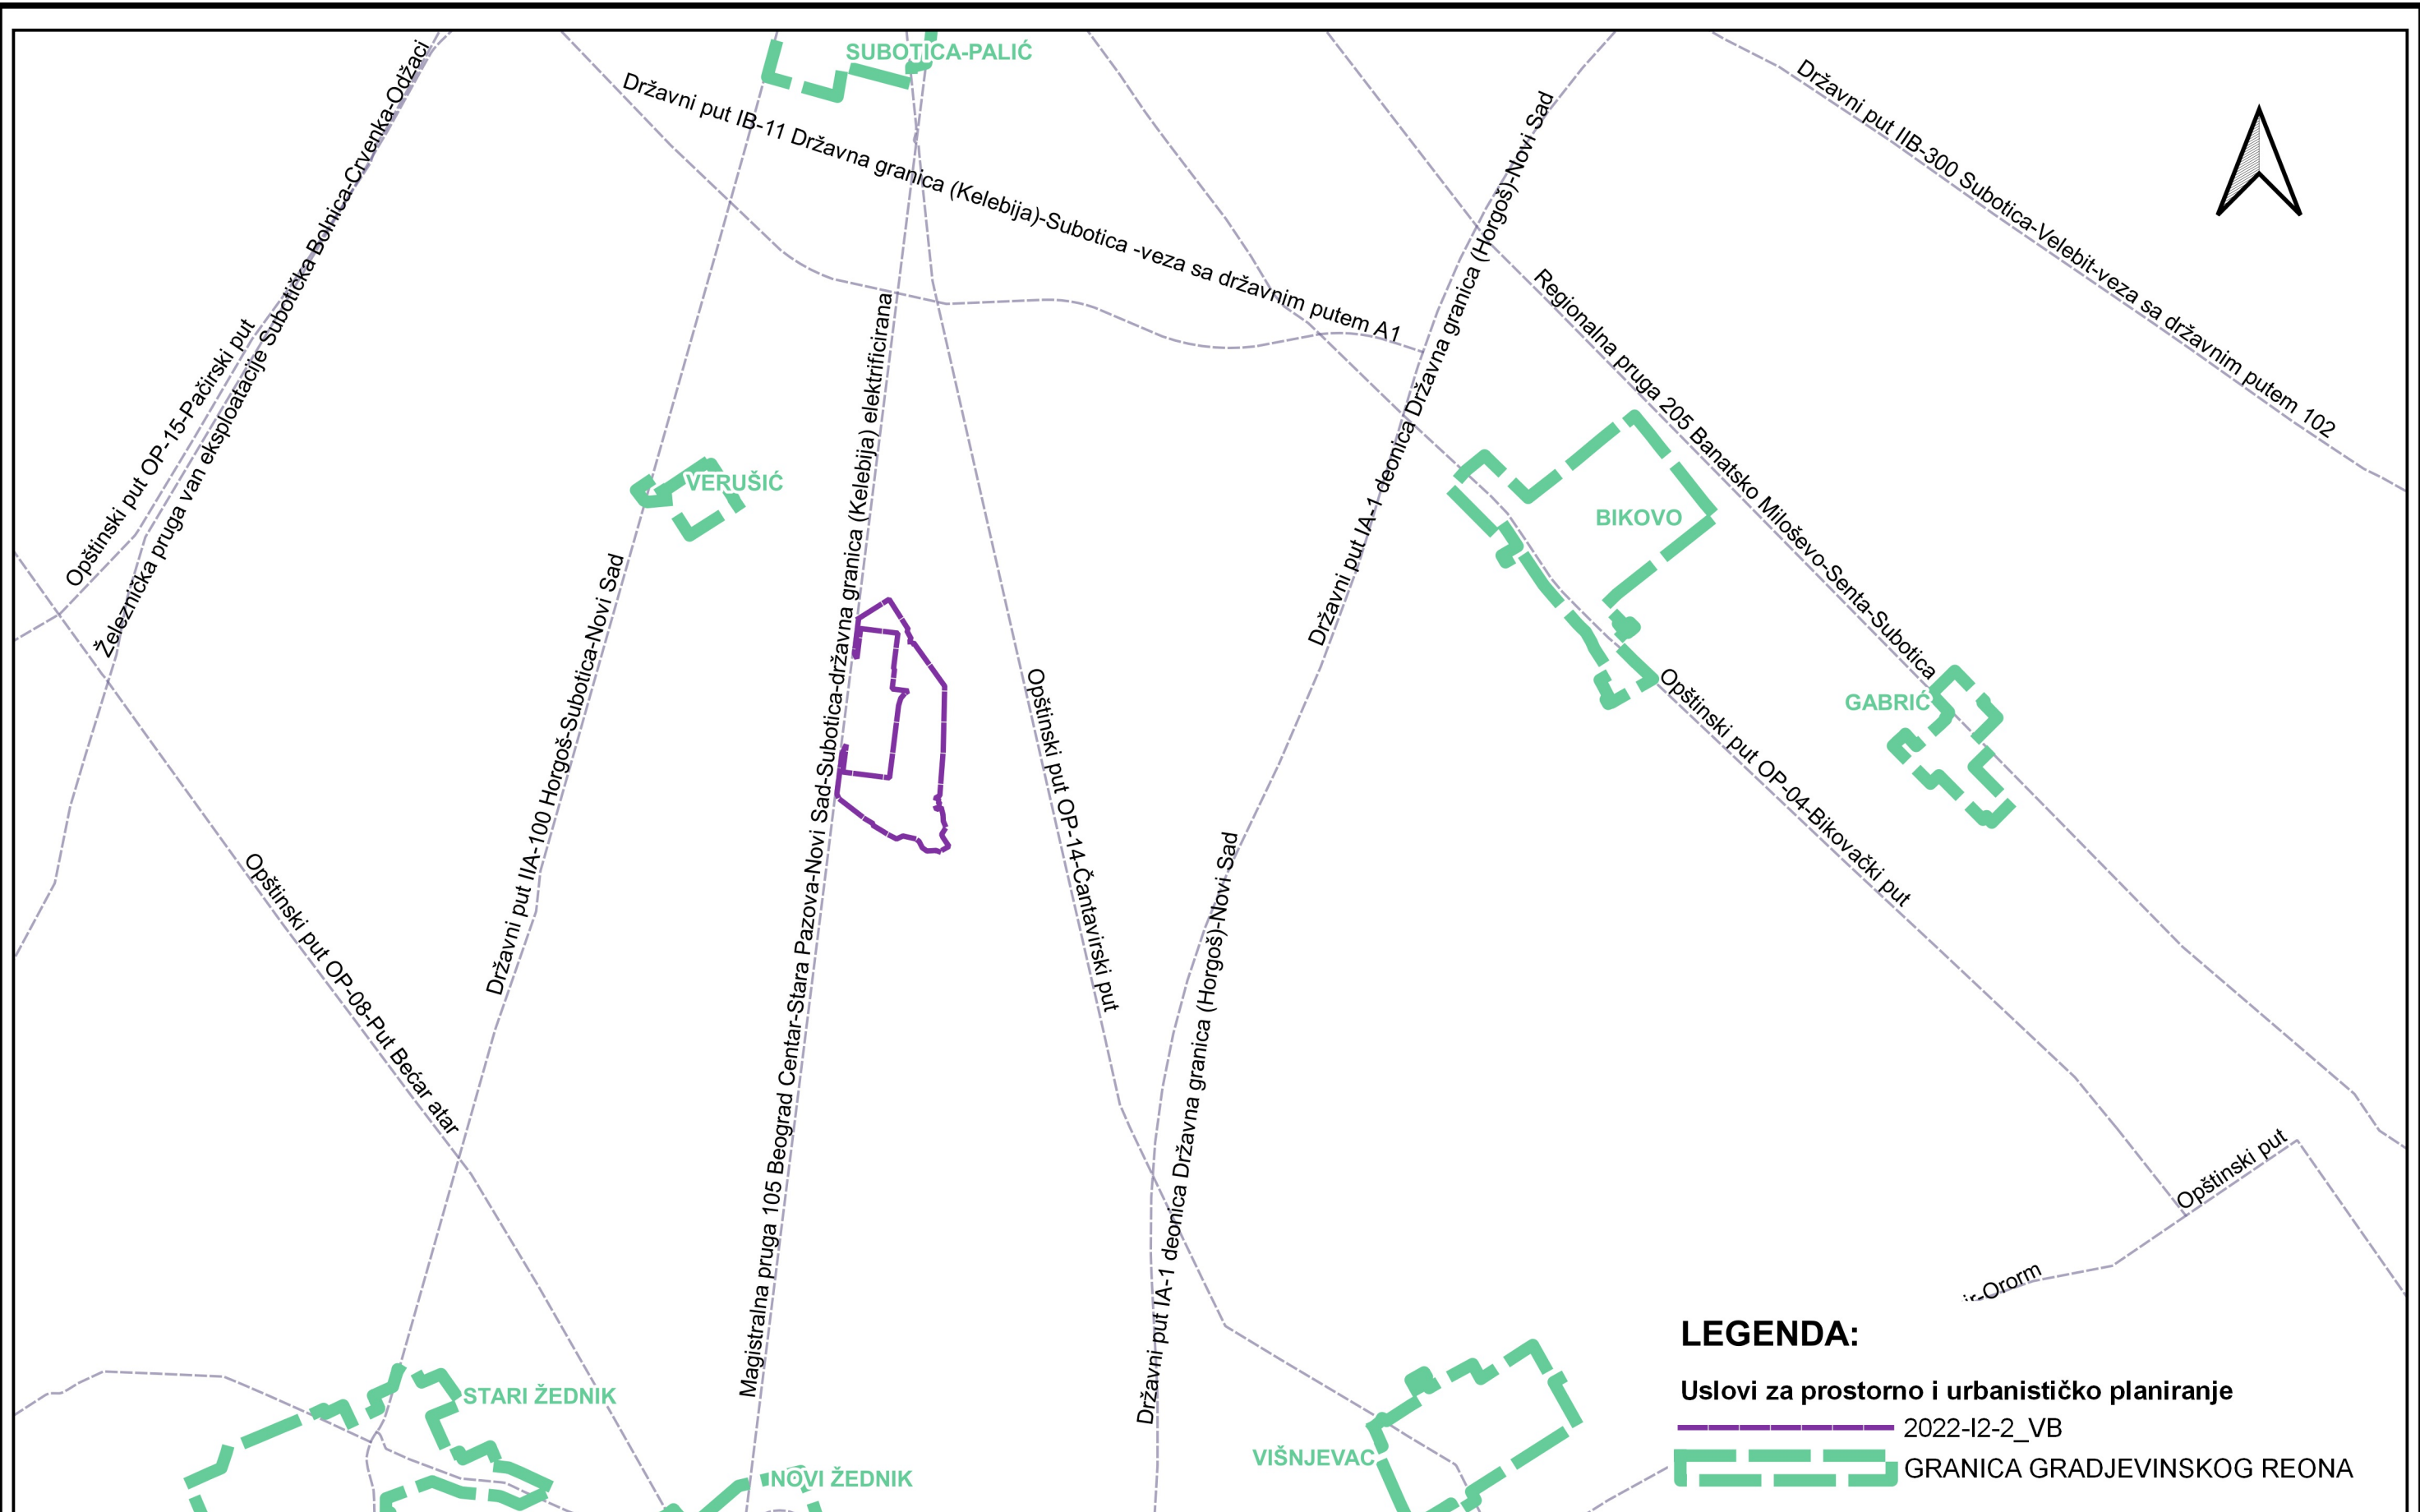 SUBOTICA-PALIĆ
Državni put IB-11 Državna granica (Kelebija)-Subotica -veza sa državnim putem A1
Državni put IIB-300 Subotica-Velebit-veza sa državnim putem 102
Železnička pruga van eksploatacije Subotička Bolnica-Crvenka-Odžaci
Opštinski put OP-15-Pačirski put
Državni put IA-1 deonica Državna granica (Horgoš)-Novi Sad
Regionalna pruga 205 Banatsko Miloševo-Senta-Subotica
VERUŠIĆ
BIKOVO
GABRIĆ
Državni put IIA-100 Horgoš-Subotica-Novi Sad
Magistralna pruga 105 Beograd Centar-Stara Pazova-Novi Sad-Subotica-državna granica (Kelebija) elektrificirana
Opštinski put OP-14-Čantavirski put
Opštinski put OP-04-Bikovački put
Opštinski put OP-08-Put Bećar atar
Državni put IA-1 deonica Državna granica (Horgoš)-Novi Sad
Opštinski put
ir-Ororm
STARI ŽEDNIK
NOVI ŽEDNIK
VIŠNJEVAC
LEGENDA:
Uslovi za prostorno i urbanističko planiranje
2022-I2-2_VB
GRANICA GRADJEVINSKOG REONA